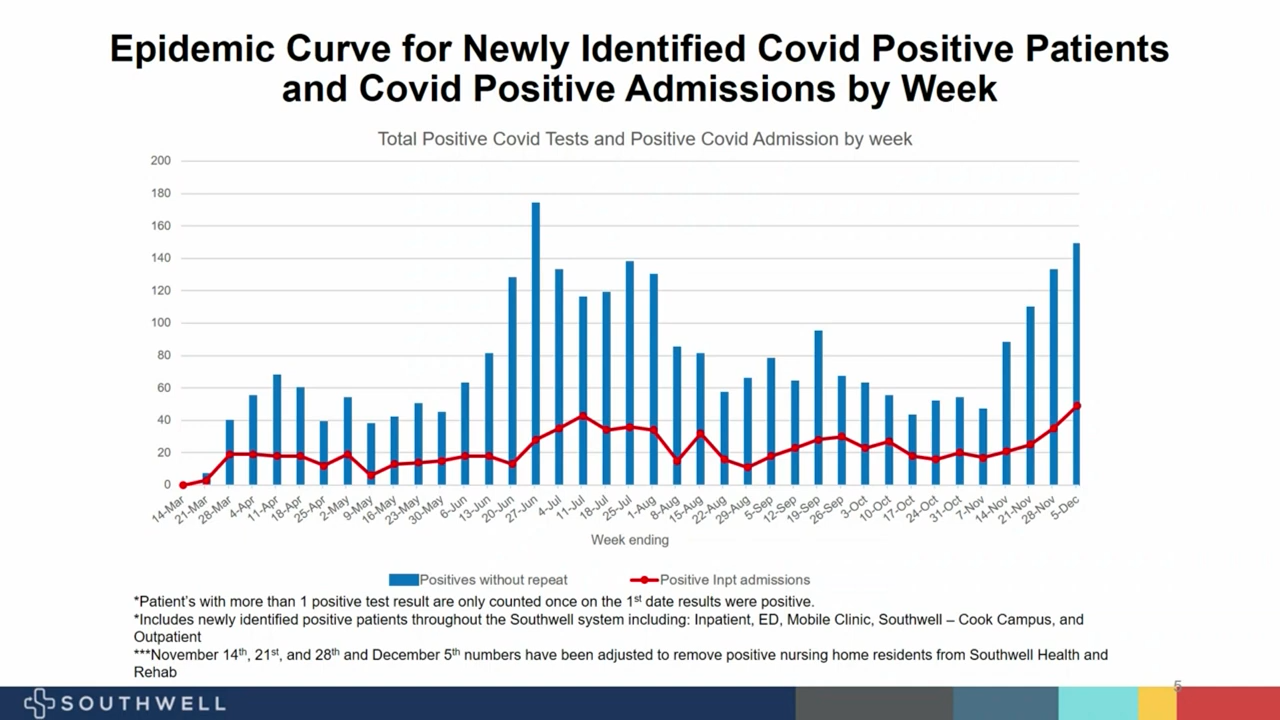 Epidemic Curve for Newly Identified Covid Positive Patients
and Covid Positive Admissions by Week
Total Positive Covid Tests and Positive Covid Admission by week
200
180
160
140
120
100
80
60
40
20
0
14-Mar
21-Mar
28-Mar
4-Apr
11-Apr
18-Apr
25-Apr
2-May
9-May
16-May
23-May
30-May
6-Jun
13-Jun
20-Jun
27-Jun
4-Jul
11-Jul
18-Jul
25-Jul
1-Aug
8-Aug
15-Aug
22-Aug
29-Aug
5-Sep
12-Sep
19-Sep
26-Sep
3-Oct
10-Oct
17-Oct
24-Oct
31-Oct
7-Nov
14-Nov
21-Nov
28-Nov
5-Dec
Week ending
Positives without repeat
Positive Inpt admissions
*Patient's with more than 1 positive test result are only counted once on the 1st date results were positive.
*Includes newly identified positive patients throughout the Southwell system including: Inpatient, ED, Mobile Clinic, Southwell – Cook Campus, and
Outpatient
***November 14th, 21st, and 28th and December 5th numbers have been adjusted to remove positive nursing home residents from Southwell Health and
Rehab
5
SOUTHWELL